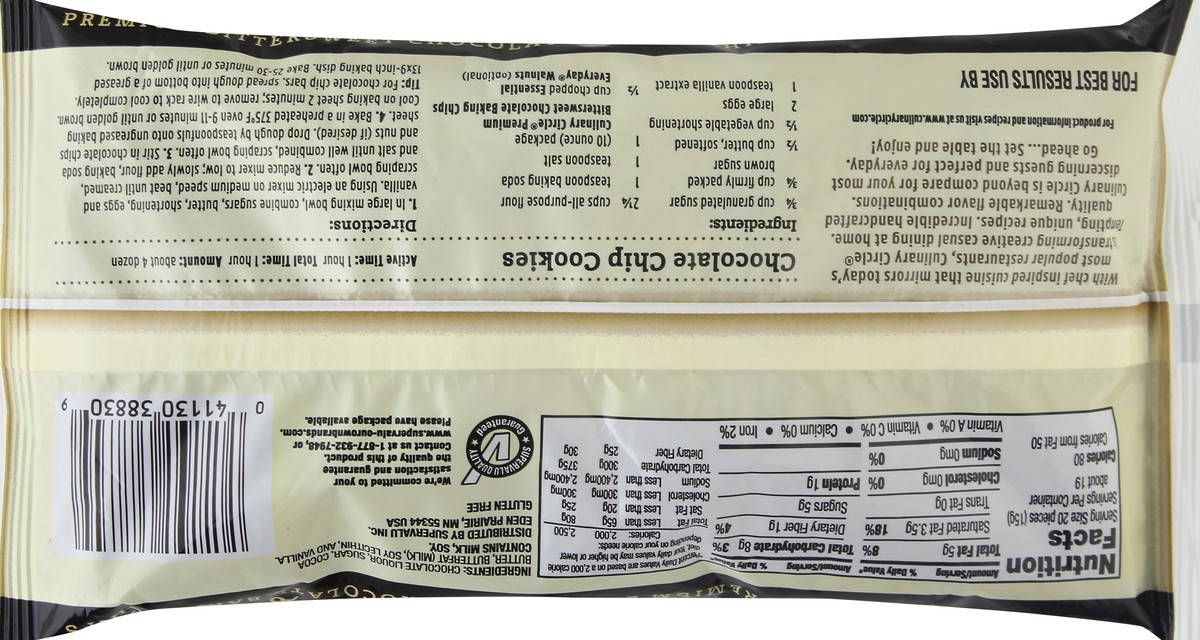 Nutrition
Facts
Serving 20 Size (pieces) (15g)
Servings Per Container
about 19
Calories 80
Calories from Fat 50
Amount/Serving % Daily Value*
Total Fat 5g 8%
Saturated Fat 3.5g 18%
Trans Fat 0g
Cholesterol 0mg 0%
Sodium 0mg 0%
Amount/Serving % Daily Value*
Total Carbohydrate 8g 3%
Dietary Fiber 1g 4%
Sugars 5g
Protein 1g
Vitamin A 0% • Vitamin C 0% • Calcium 0% • Iron 2%
*Percent Daily Values are based on a 2,000 calorie
diet. Your daily values may be higher or lower
depending on your calorie needs:
Calories: 2,000 2,500
Total Fat Less than 65g 80g
Sat Fat Less than 20g 25g
Cholesterol Less than 300mg 300mg
Sodium Less than 2,400mg 2,400mg
Total Carbohydrate 300g 375g
Dietary Fiber 25g 30g
INGREDIENTS: CHOCOLATE LIQUOR, SUGAR, COCOA
BUTTER, BUTTERFAT (MILK), SOY LECITHIN, AND VANILLA.
CONTAINS MILK, SOY.
DISTRIBUTED BY SUPERVALU INC.
EDEN PRAIRIE, MN 55344 USA
GLUTEN FREE
SUPERVALU QUALITY
Guaranteed
We're committed to your
satisfaction and guarantee
the quality of this product.
Contact us at 1-877-932-7948, or
www.supervalu-ourownbrands.com.
Please have package available.
0 41130 38830 9
With chef inspired cuisine that mirrors today's
most popular restaurants, Culinary Circle®
transforming creative casual dining at home.
Tempting, unique recipes. Incredible handcrafted
quality. Remarkable flavor combinations.
Culinary Circle is beyond compare for your most
discerning guests and perfect for everyday.
Go ahead... Set the table and enjoy!
For product information and recipes visit us at www.culinarycircle.com
FOR BEST RESULTS USE BY
Chocolate Chip Cookies
Active Time: 1 hour Total Time: 1 hour Amount: about 4 dozen
Ingredients:
¾ cup granulated sugar
¾ cup firmly packed
brown sugar
½ cup butter, softened
½ cup vegetable shortening
2 large eggs
1 teaspoon vanilla extract
2¼ cups all-purpose flour
1 teaspoon baking soda
1 teaspoon salt
1 (10 ounce) package
Culinary Circle® Premium
Bittersweet Chocolate Baking Chips
½ cup chopped Essential
Everyday® Walnuts (optional)
Directions:
1. In large mixing bowl, combine sugars, butter, shortening, eggs and
vanilla. Using an electric mixer on medium speed, beat until creamed,
scraping bowl often. 2. Reduce mixer to low; slowly add flour, baking soda
and salt until well combined, scraping bowl often. 3. Stir in chocolate chips
and nuts (if desired). Drop dough by teaspoonfuls onto ungreased baking
sheet. 4. Bake in a preheated 375°F oven 9-11 minutes or until golden brown.
Cool on baking sheet 2 minutes; remove to wire rack to cool completely.
Tip: For chocolate chip bars, spread dough into bottom of a greased
13x9-inch baking dish. Bake 25-30 minutes or until golden brown.